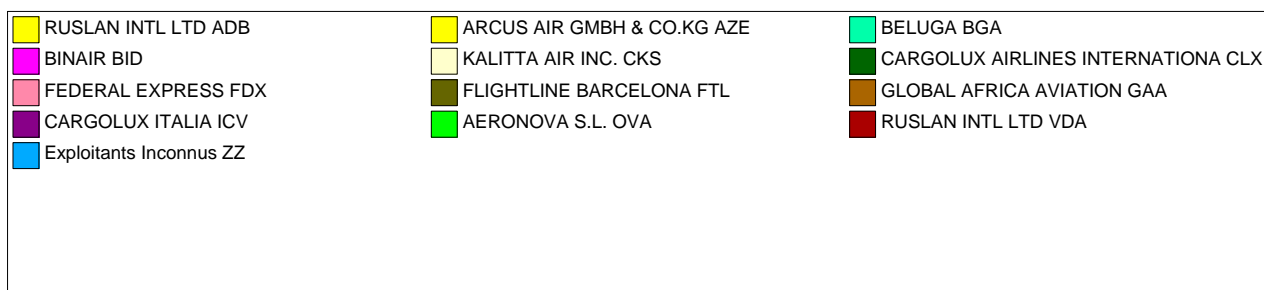 RUSLAN INTL LTD ADB
ARCUS AIR GMBH & CO.KG AZE
BELUGA BGA
BINAIR BID
KALITTA AIR INC. CKS
CARGOLUX AIRLINES INTERNATIONA CLX
FEDERAL EXPRESS FDX
FLIGHTLINE BARCELONA FTL
GLOBAL AFRICA AVIATION GAA
CARGOLUX ITALIA ICV
AERONOVA S.L. OVA
RUSLAN INTL LTD VDA
Exploitants Inconnus ZZ